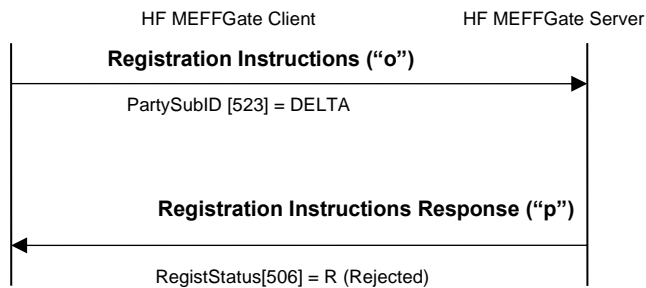 HF MEFFGate Client HF MEFFGate Server
Registration Instructions (“o”)
PartySubID [523] = DELTA
Registration Instructions Response (“p”)
RegistStatus[506] = R (Rejected)